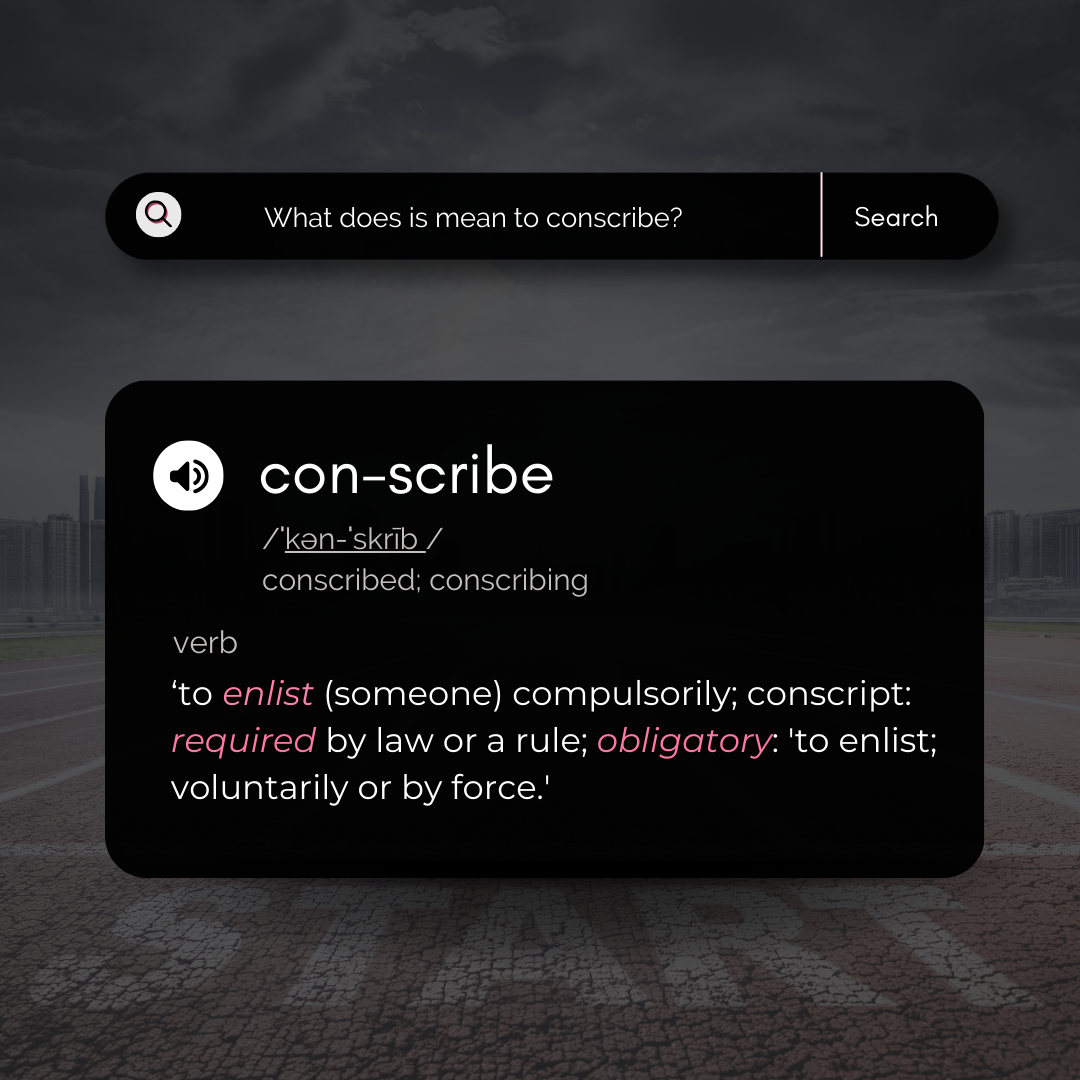 What does is mean to conscribe?
Search
con-scribe
/ˈkən-ˈskrīb /
conscribed; conscribing
verb
‘to enlist (someone) compulsorily; conscript:
required by law or a rule; obligatory: 'to enlist;
voluntarily or by force.'
START